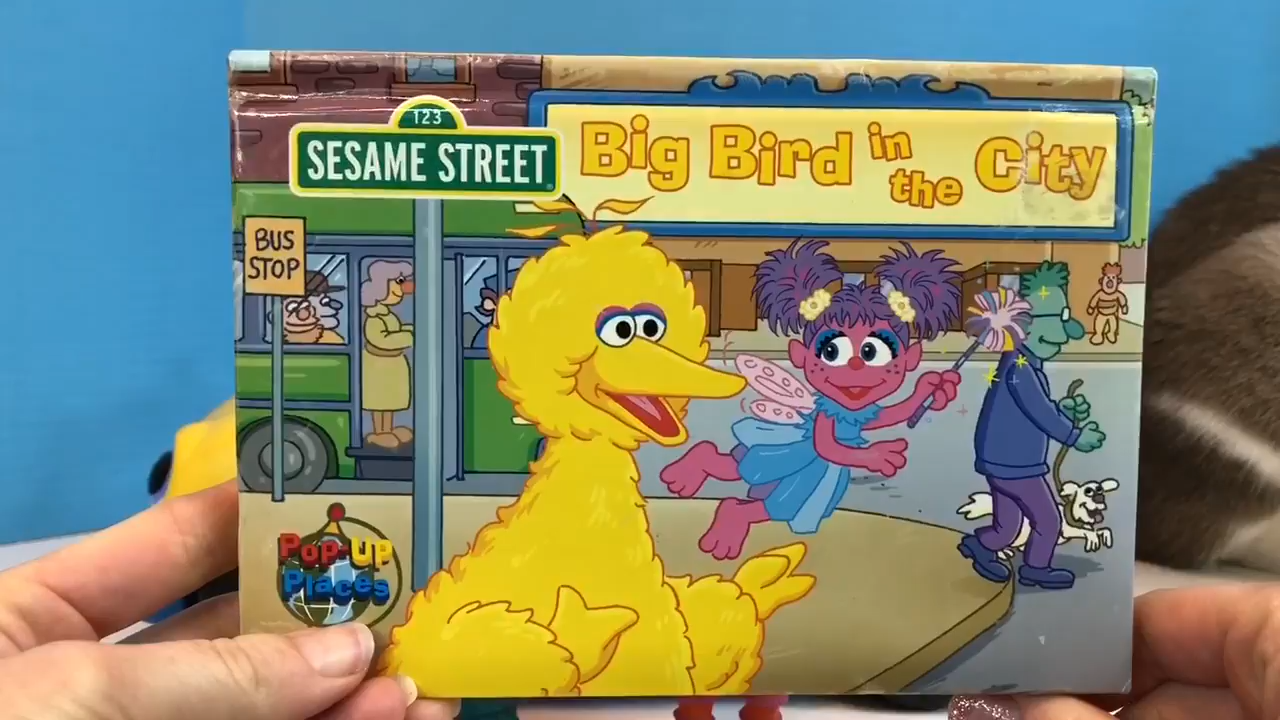 123
SESAME STREET
Big Bird in the City
BUS
STOP
Pop-Up
Places